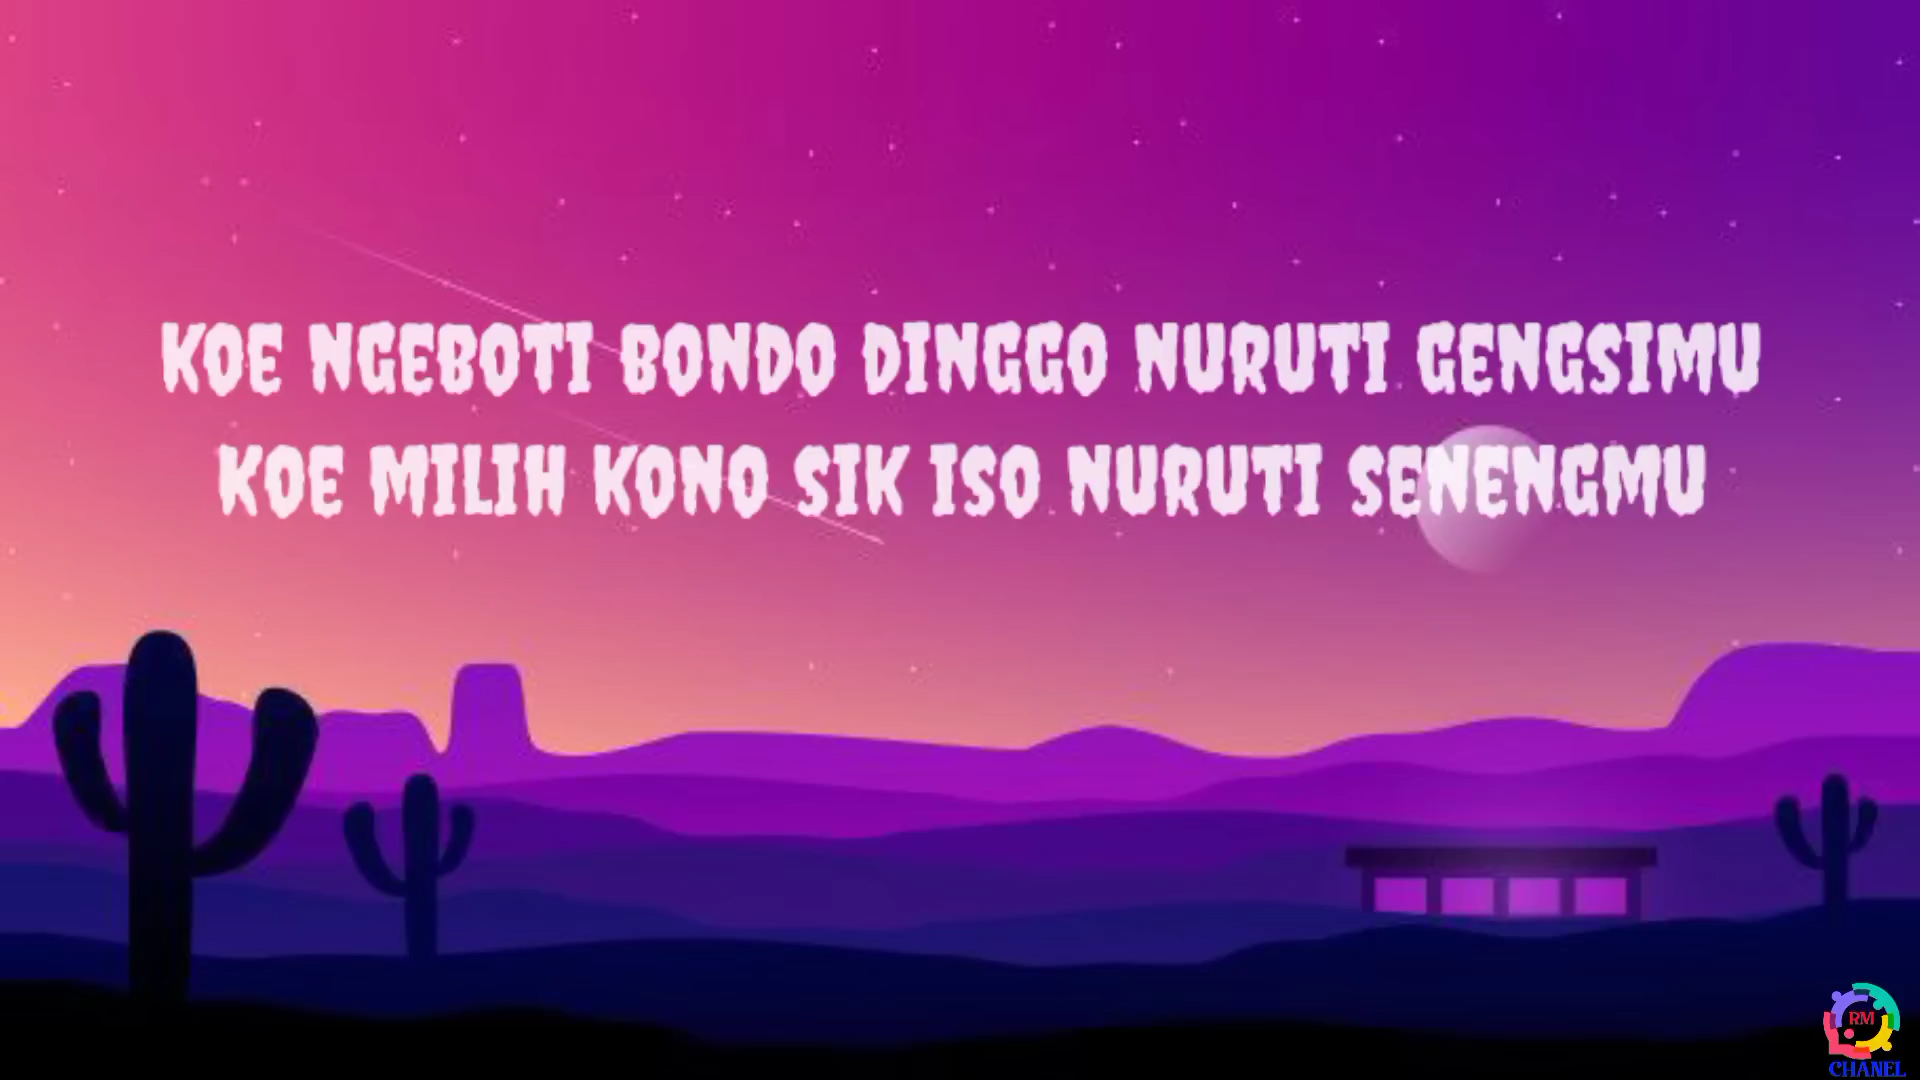 KOE NGEBOTI BONDO DINGGO NURUTI GENGSIMU
KOE MILIH KONO SIK ISO NURUTI SENENGMU
RM
CHANEL